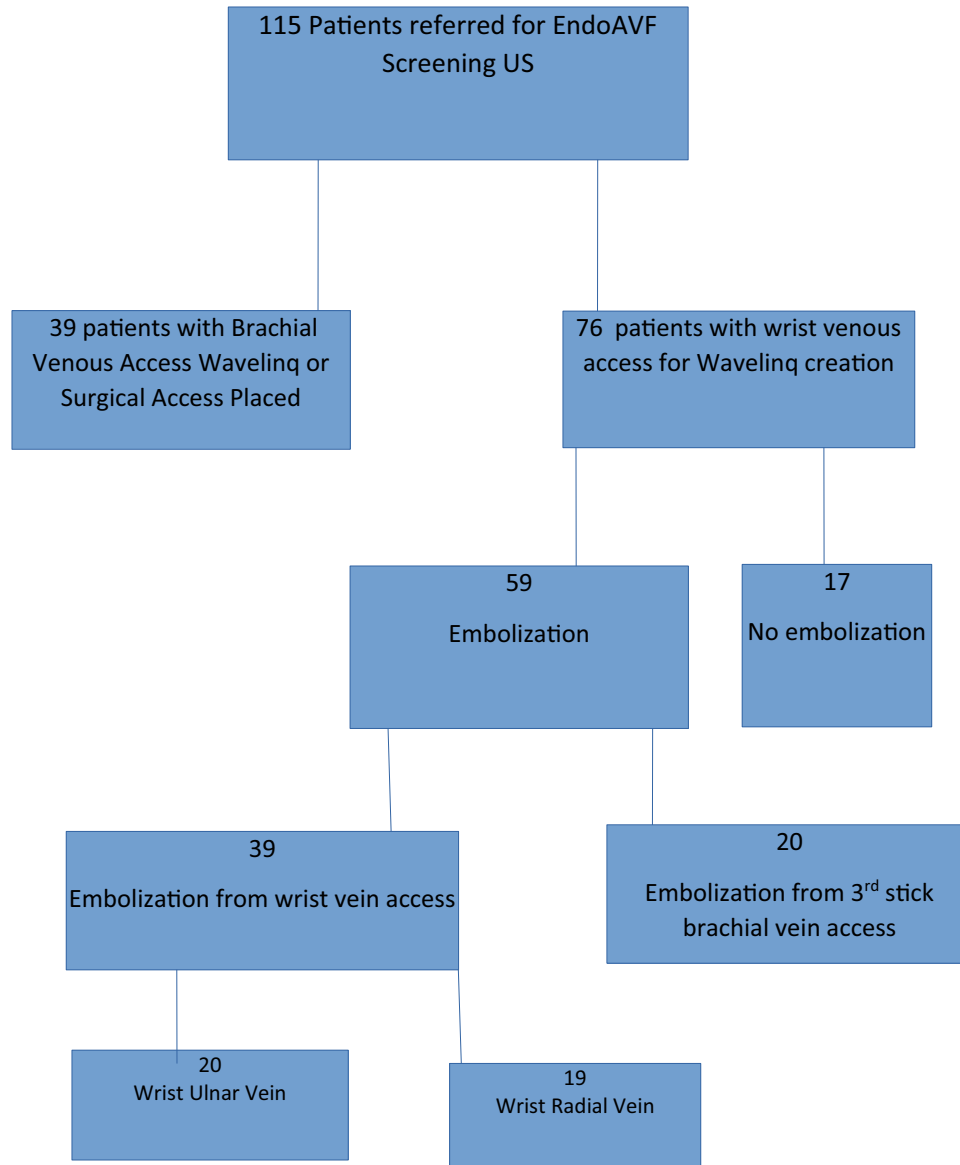 115 Patients referred for EndoAVF
Screening US
39 patients with Brachial
Venous Access Wavelinq or
Surgical Access Placed
76 patients with wrist venous
access for Wavelinq creation
59
Embolization
17
No embolization
39
Embolization from wrist vein access
20
Embolization from 3rd stick
brachial vein access
20
Wrist Ulnar Vein
19
Wrist Radial Vein